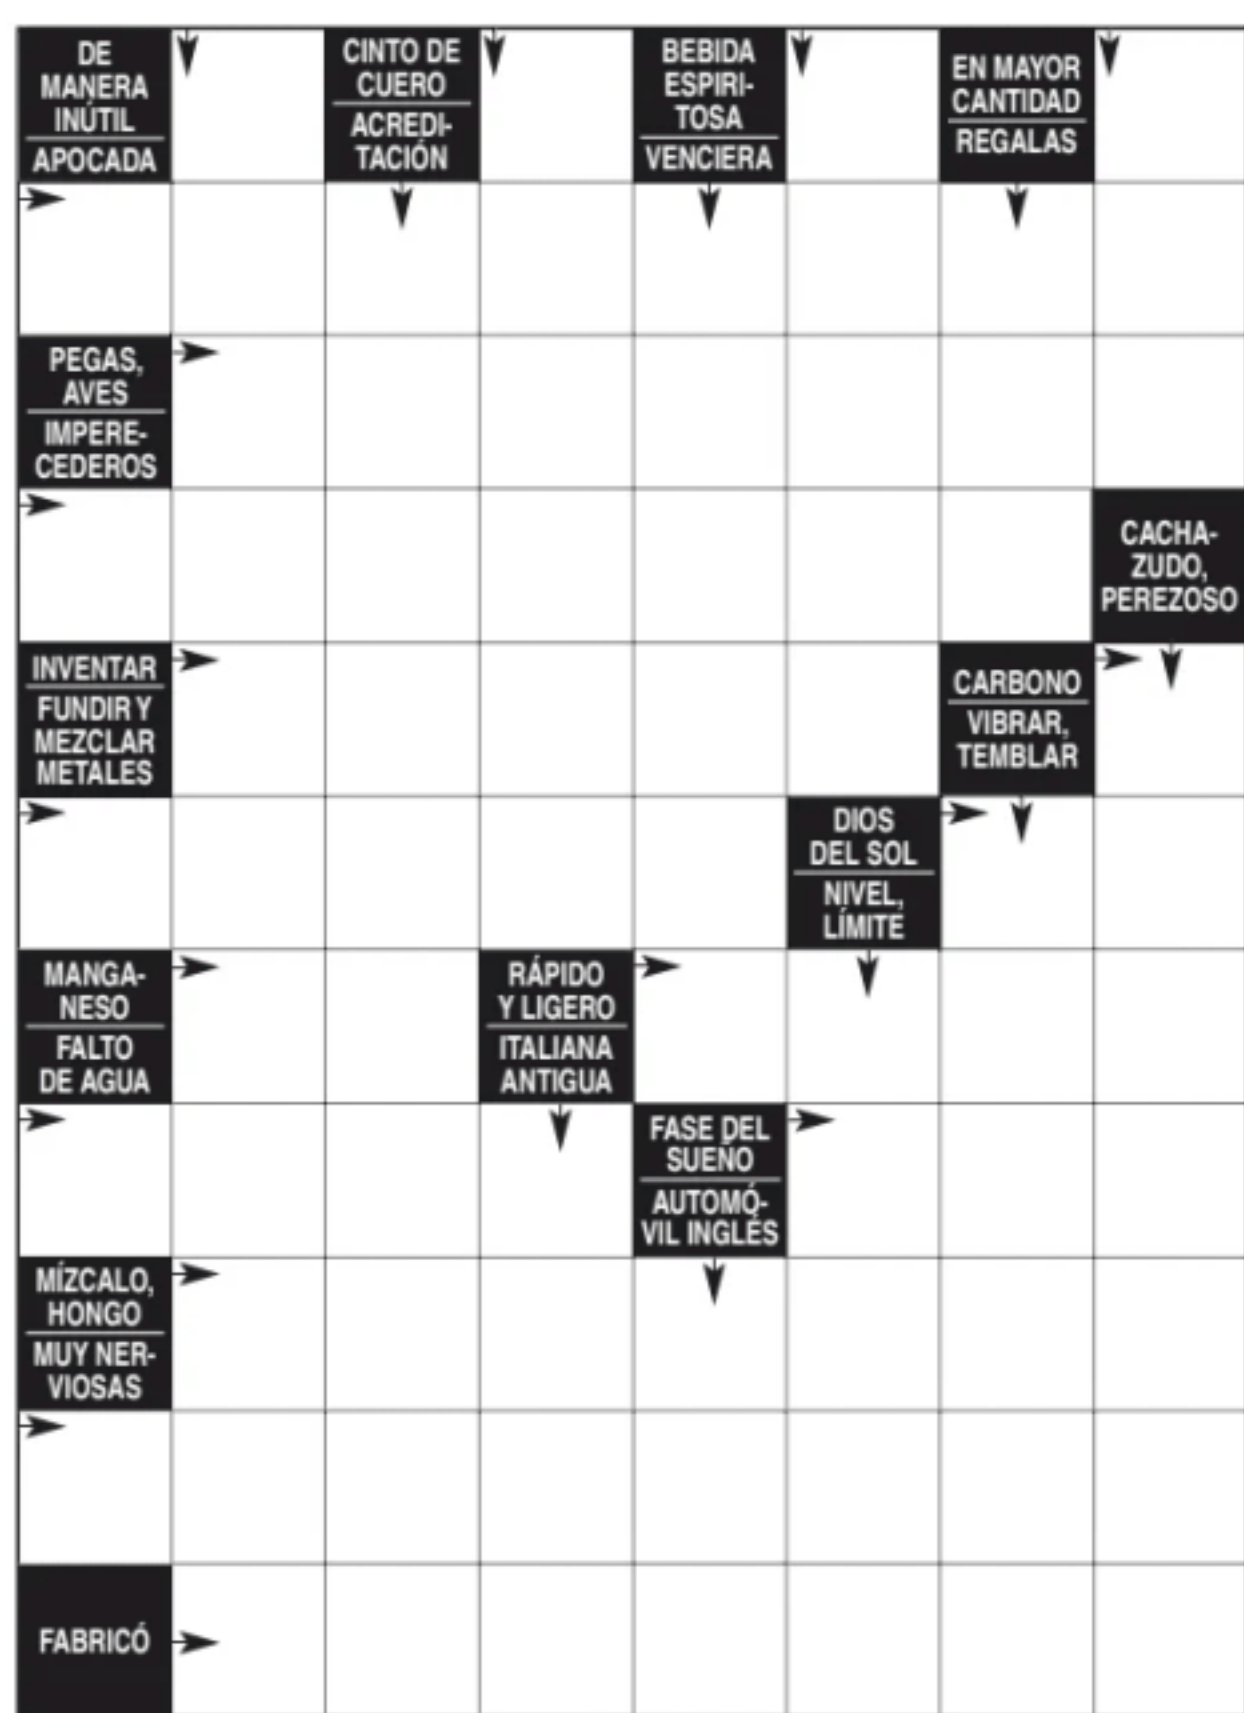 DE
MANERA
INÚTIL
APOCADA
CINTO DE
CUERO
ACREDI-
TACIÓN
BEBIDA
ESPIRI-
TOSA
VENCIERA
EN MAYOR
CANTIDAD
REGALAS
PEGAS,
AVES
IMPERE-
CEDEROS
CACHA-
ZUDO,
PEREZOSO
INVENTAR
FUNDIR Y
MEZCLAR
METALES
CARBONO
VIBRAR,
TEMBLAR
DIOS
DEL SOL
NIVEL,
LÍMITE
MANGA-
NESO
FALTO
DE AGUA
RÁPIDO
Y LIGERO
ITALIANA
ANTIGUA
FASE DEL
SUEÑO
AUTOMÓ-
VIL INGLÉS
MÍZCALO,
HONGO
MUY NER-
VIOSAS
FABRICÓ